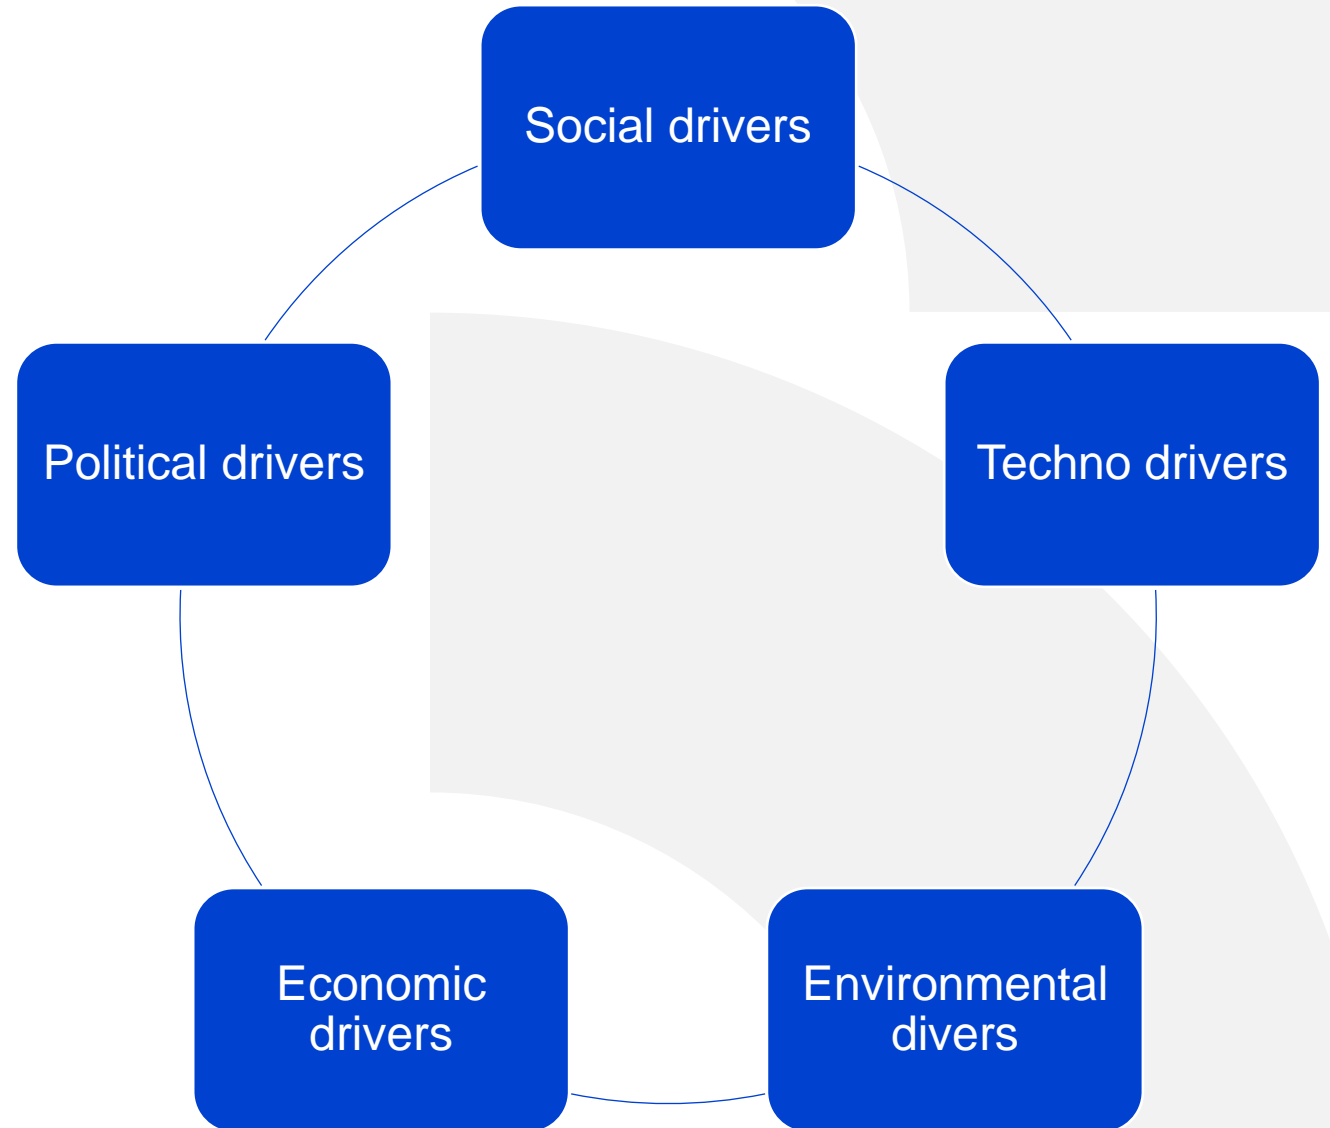 Social drivers
Political drivers
Techno drivers
Economic
drivers
Environmental
divers